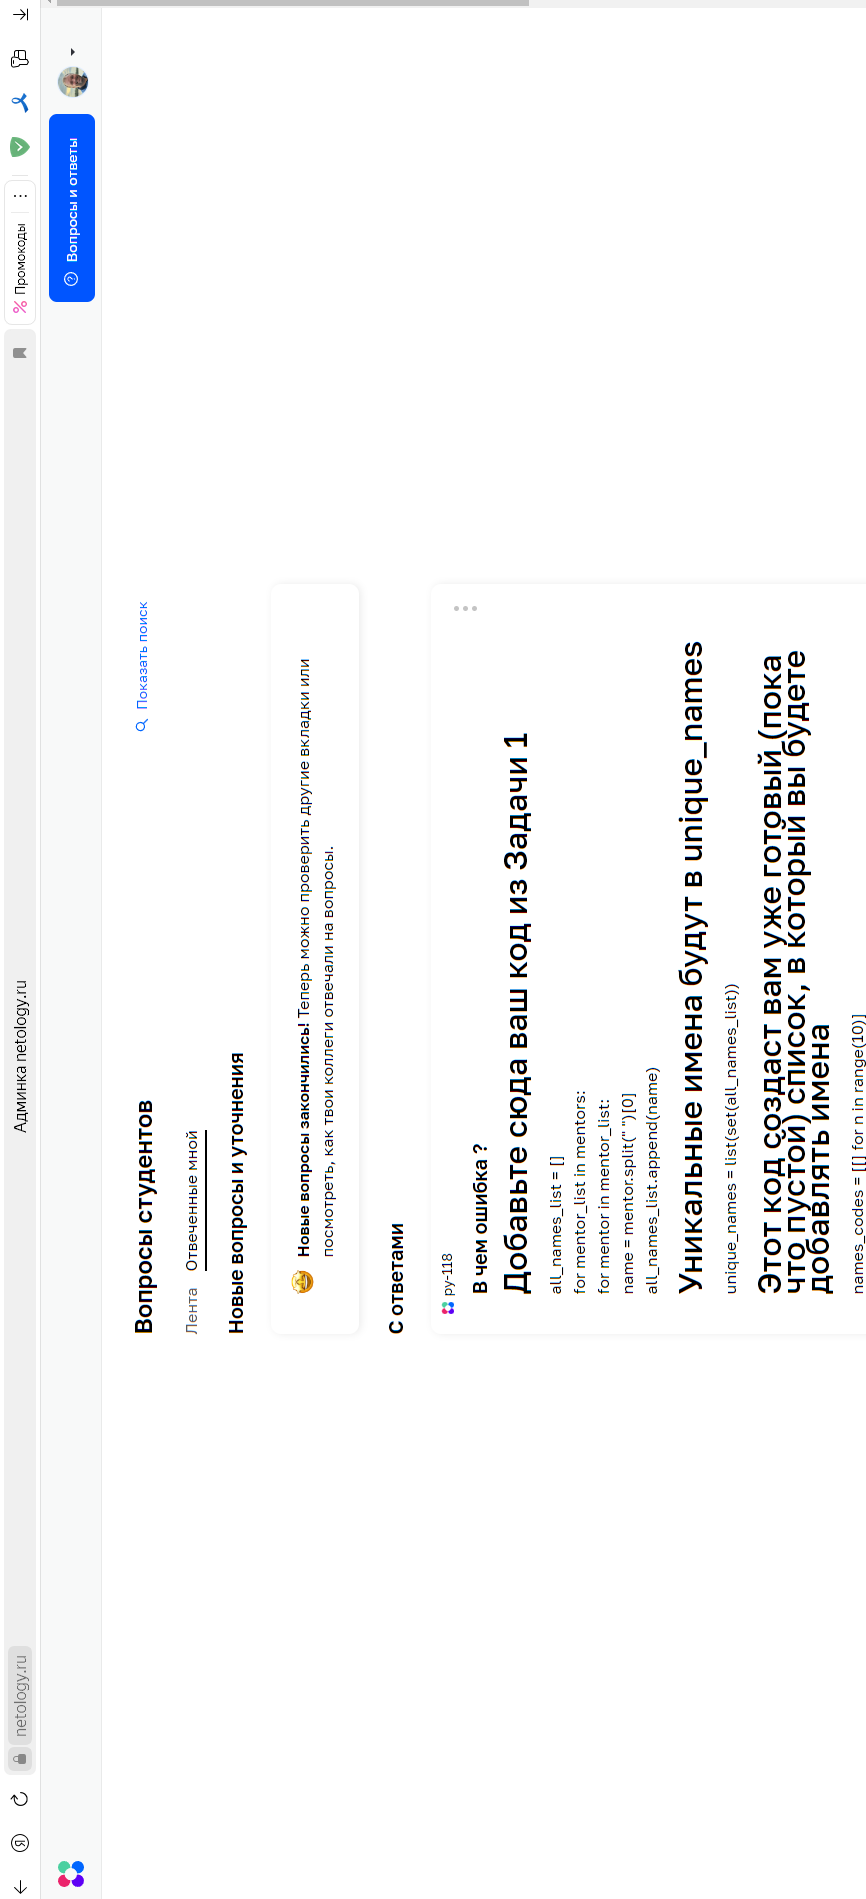 netology.ru
Админка netology.ru
Промокоды
Вопросы и ответы
Вопросы студентов
Показать поиск
Лента Отвеченные мной
Новые вопросы и уточнения
Новые вопросы закончились! Теперь можно проверить другие вкладки или
посмотреть, как твои коллеги отвечали на вопросы.
С ответами
py-118
В чем ошибка ?
Добавьте сюда ваш код из Задачи 1
all_names_list = []
for mentor_list in mentors:
for mentor in mentor_list:
name = mentor.split(" ")[0]
all_names_list.append(name)
Уникальные имена будут в unique_names
unique_names = list(set(all_names_list))
Этот код создаст вам уже готовый (пока
что пустой) список, в который вы будете
добавлять имена
names_codes = [[] for n in range(10)]